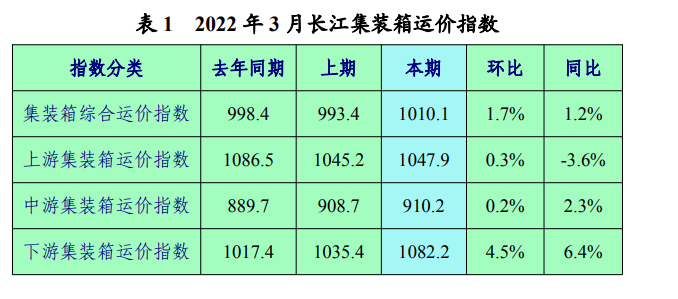 表 1 2022 年 3 月长江集装箱运价指数
指数分类 去年同期 上期 本期 环比 同比
集装箱综合运价指数 998.4 993.4 1010.1 1.7% 1.2%
上游集装箱运价指数 1086.5 1045.2 1047.9 0.3% -3.6%
中游集装箱运价指数 889.7 908.7 910.2 0.2% 2.3%
下游集装箱运价指数 1017.4 1035.4 1082.2 4.5% 6.4%